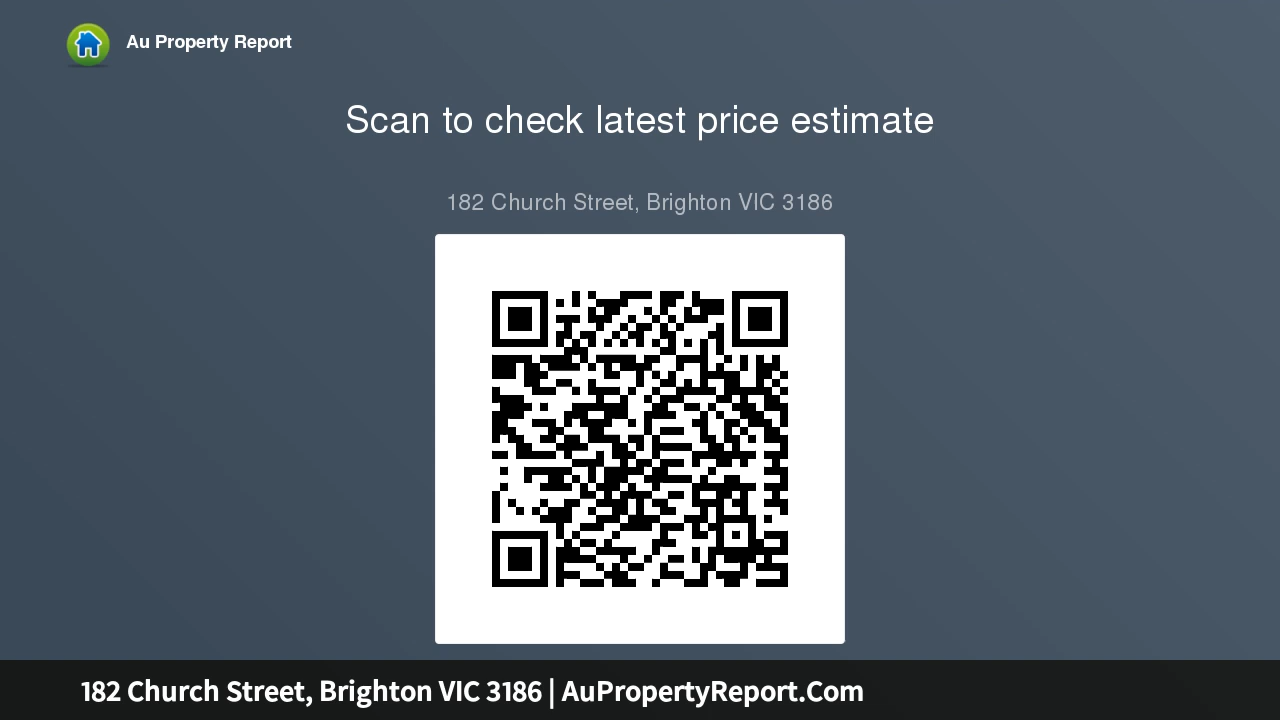 Au Property Report
Scan to check latest price estimate
182 Church Street, Brighton VIC 3186
182 Church Street, Brighton VIC 3186 | AuPropertyReport.Com